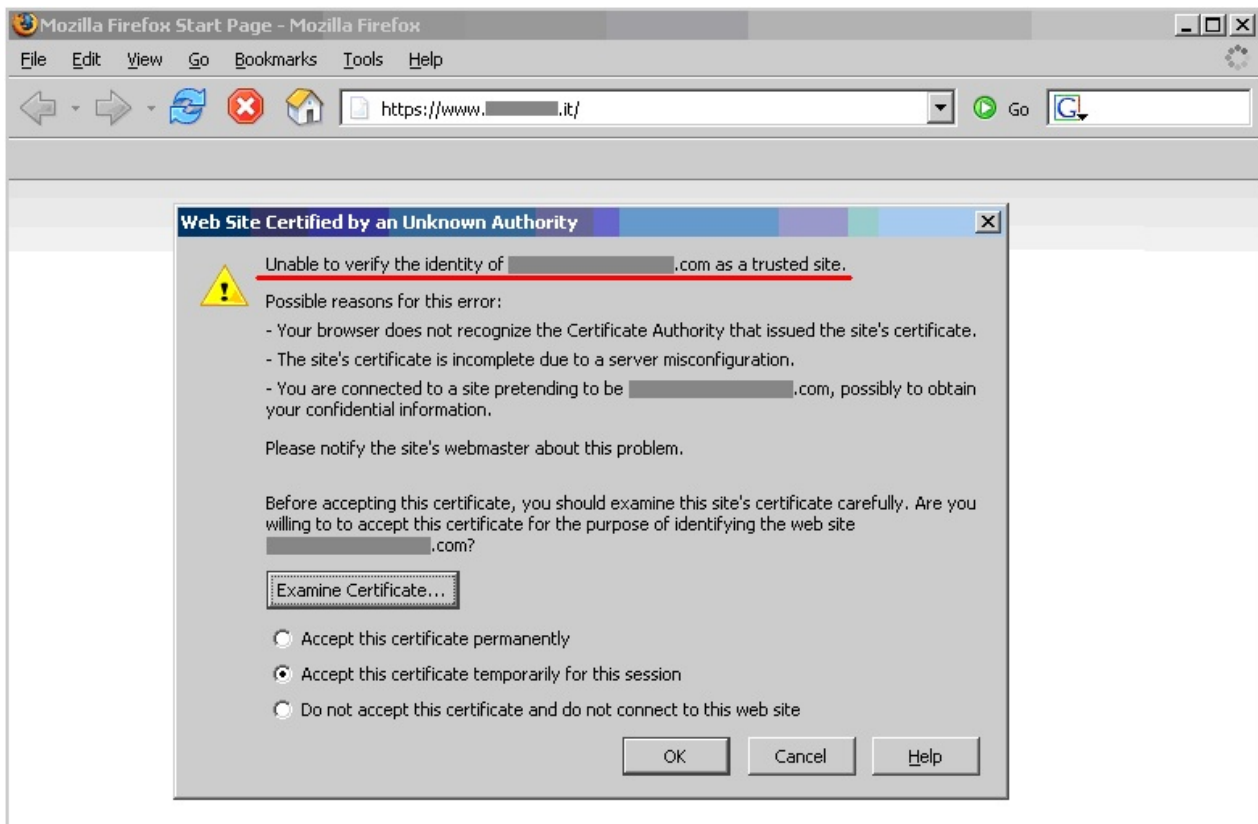 Mozilla Firefox Start Page - Mozilla Firefox
File Edit View Go Bookmarks Tools Help
https://www. .it/
Go
G
Web Site Certified by an Unknown Authority
Unable to verify the identity of .com as a trusted site.
Possible reasons for this error:
- Your browser does not recognize the Certificate Authority that issued the site's certificate.
- The site's certificate is incomplete due to a server misconfiguration.
- You are connected to a site pretending to be .com, possibly to obtain
your confidential information.
Please notify the site's webmaster about this problem.
Before accepting this certificate, you should examine this site's certificate carefully. Are you
willing to to accept this certificate for the purpose of identifying the web site
.com?
Examine Certificate...
Accept this certificate permanently
Accept this certificate temporarily for this session
Do not accept this certificate and do not connect to this web site
OK Cancel Help